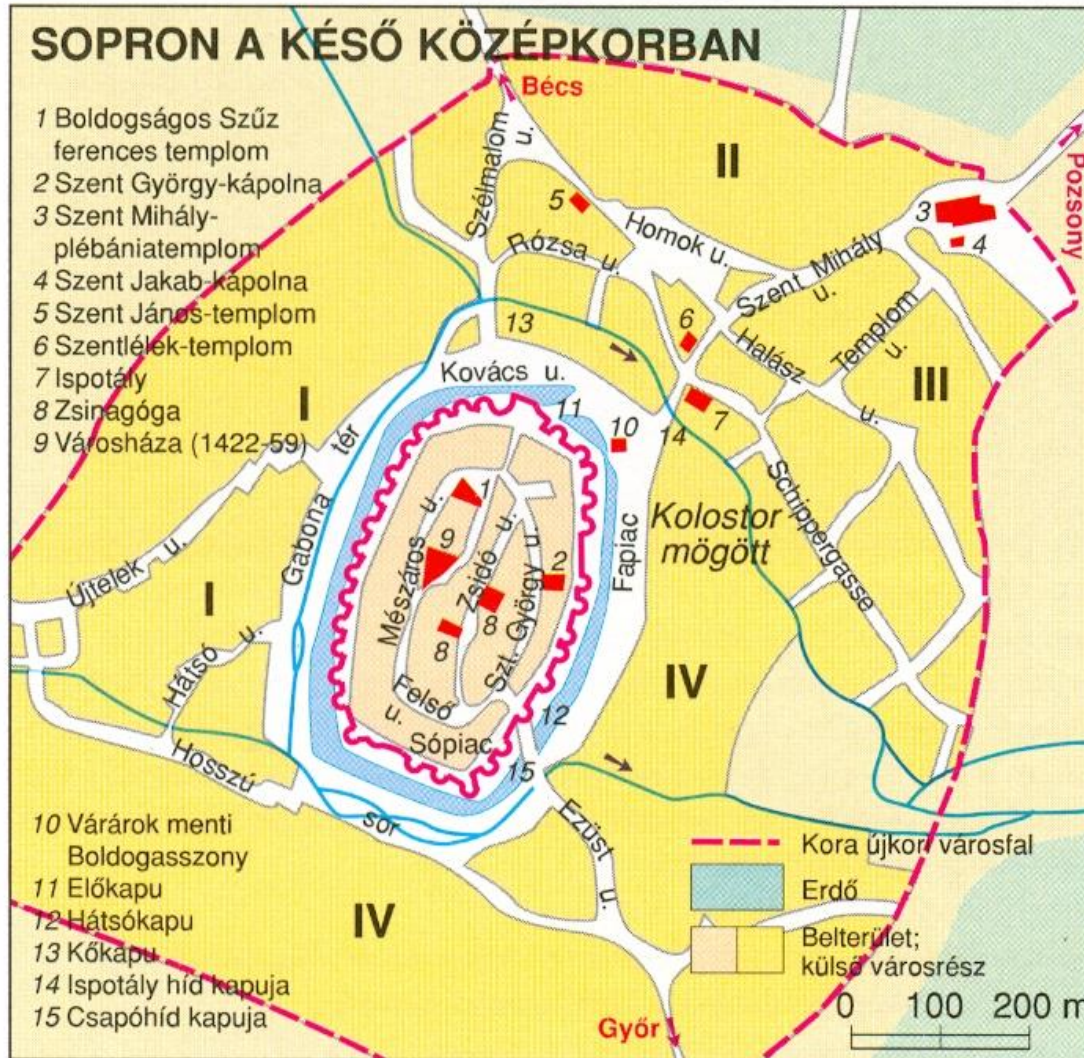 SOPRON A KÉSŐ KÖZÉPKORBAN
1 Boldogságos Szűz
ferences templom
2 Szent György-kápolna
3 Szent Mihály-
plébániatemplom
4 Szent Jakab-kápolna
5 Szent János-templom
6 Szentlélek-templom
7 Ispotály
8 Zsinagóga
9 Városháza (1422-59)
Bécs
Pozsony
II
Szélmalom u.
5
Homok u.
Rózsa u.
3
4
Szent Mihály u.
Templom u.
13
6
Halász u.
III
I
Kovács u.
11
10
7
14
Gabona tér
Schippergasse
Kolostor
mögött
Fapiac
1
Mészáros u.
9
Zsidó u.
2
8
Szt. György u.
8
Újtelek u.
I
Hátsó u.
Felső u.
IV
12
Sópiac
15
Hosszú sor
Ezüst u.
10 Várárok menti
Boldogasszony
11 Előkapu
12 Hátsókapu
13 Kőkapu
14 Ispotály híd kapuja
15 Csapóhíd kapuja
IV
Győr
Kora újkori városfal
Erdő
Belterület;
külső városrész
0 100 200 m